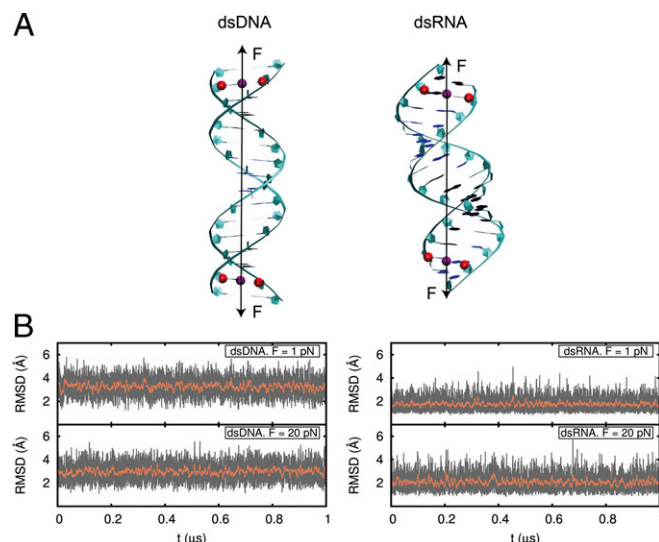 A
dsDNA
dsRNA
F
F
F
F
B
dsDNA. F = 1 pN
dsRNA. F = 1 pN
RMSD (Å)
6
4
2
RMSD (Å)
6
4
2
dsDNA. F = 20 pN
dsRNA. F = 20 pN
RMSD (Å)
6
4
2
RMSD (Å)
6
4
2
0 0.2 0.4 0.6 0.8 1
0 0.2 0.4 0.6 0.8
t (µs)
t (µs)